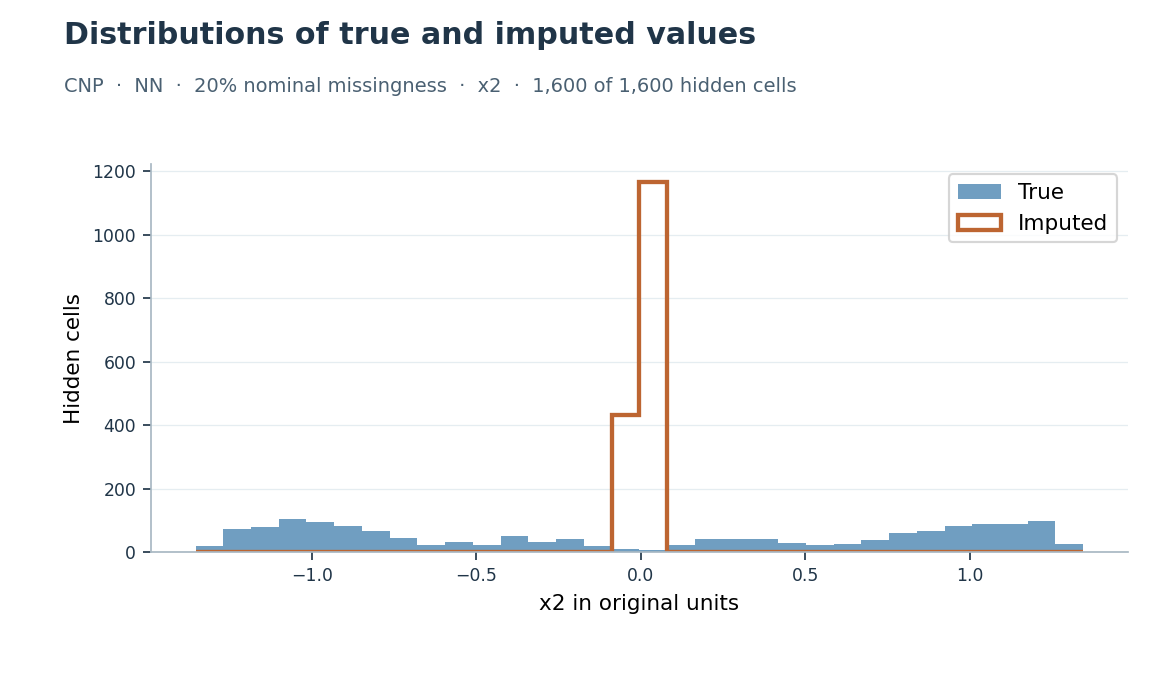 Distributions of true and imputed values
CNP · NN · 20% nominal missingness · x2 · 1,600 of 1,600 hidden cells
1200
1000
800
600
400
200
0
Hidden cells
True
Imputed
−1.0
−0.5
0.0
0.5
1.0
x2 in original units